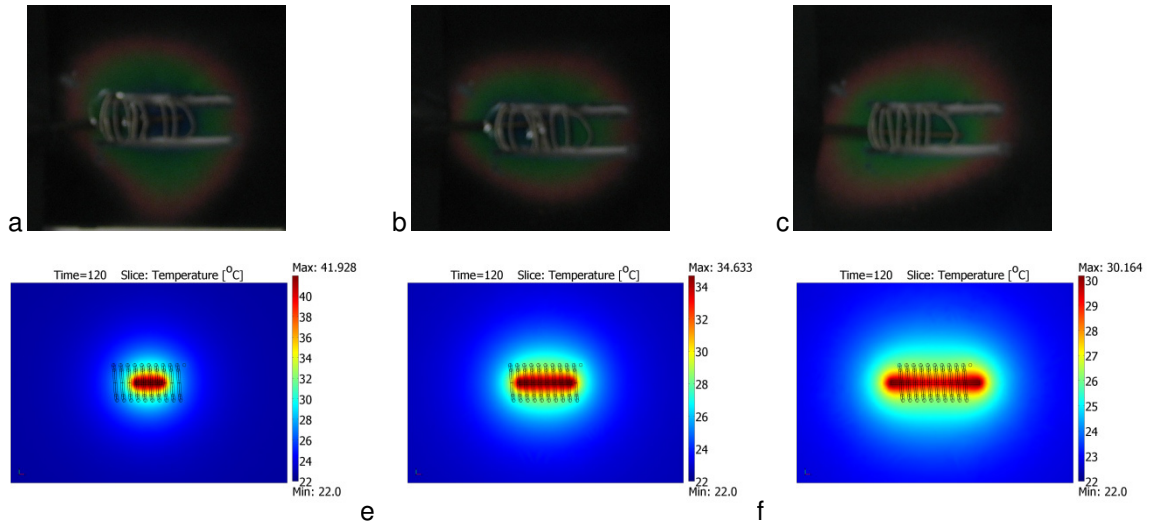 a
b
c
Time=120 Slice: Temperature [°C]
Max: 41.928
40
38
36
34
32
30
28
26
24
22
Min: 22.0
Time=120 Slice: Temperature [°C]
Max: 34.633
34
32
30
28
26
24
22
Min: 22.0
Time=120 Slice: Temperature [°C]
Max: 30.164
30
29
28
27
26
25
24
23
22
Min: 22.0
e
f